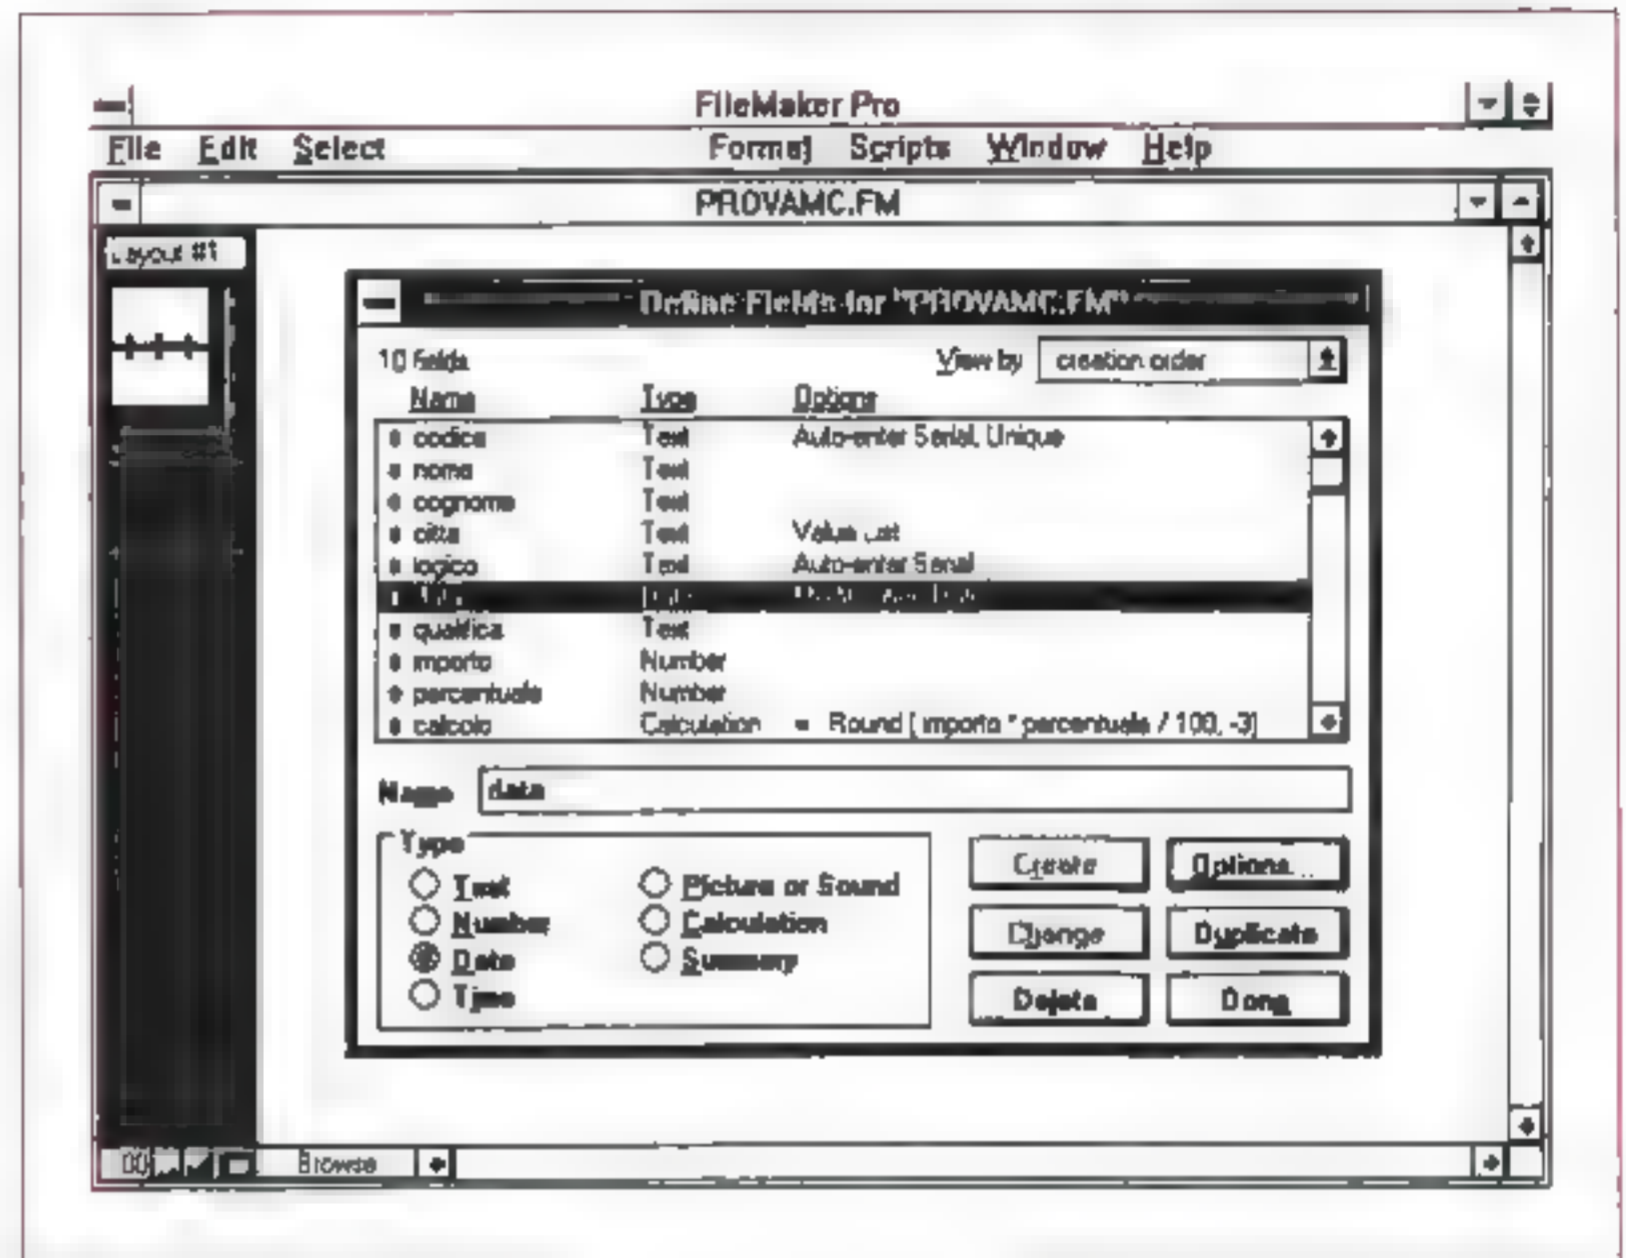 FileMaker Pro
File Edit Select Format Scripts Window Help
PROVAMC.FM
Layout #1
Define Fields for "PROVAMC.FM"
10 fields View by creation order
Name Type Options
codice Text Auto-enter Serial, Unique
nome Text
cognome Text
citta Text Value List
logico Text Auto-enter Serial
qualifica Text
importo Number
percentuale Number
calcolo Calculation = Round ( importo * percentuale / 100, -3)
Name data
Type
Text Picture or Sound Create Options...
Number Calculation Change Duplicate
Date Summary
Time Delete Done
Browse